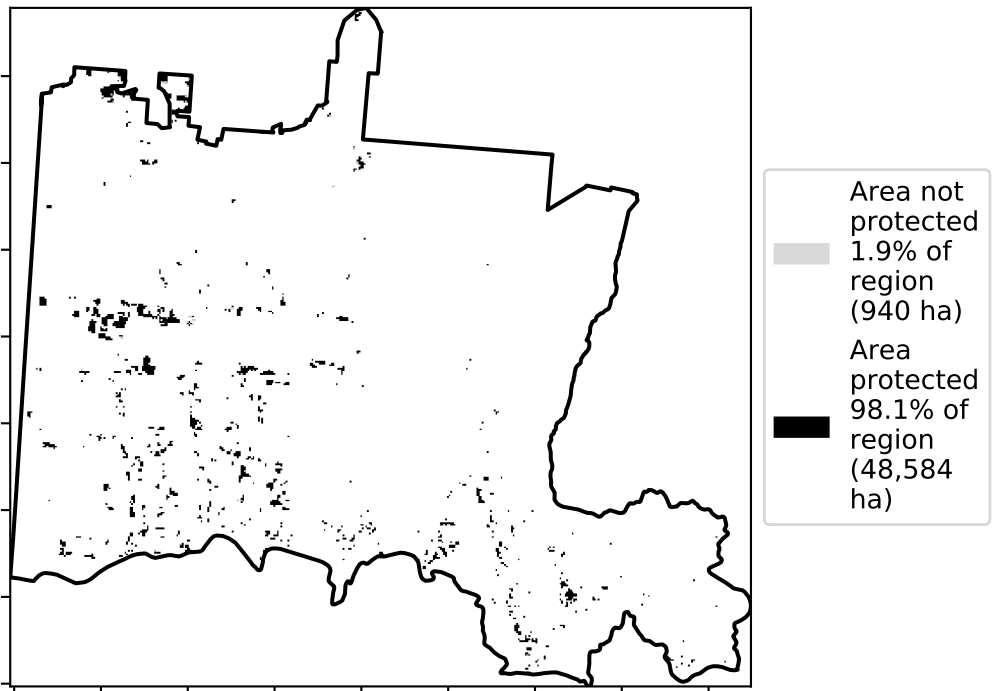 Area not
protected
1.9% of
region
(940 ha)
Area
protected
98.1% of
region
(48,584
ha)